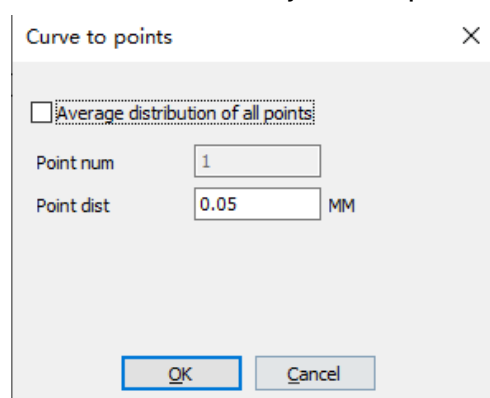 Curve to points
Average distribution of all points
Point num 1
Point dist 0.05 MM
OK Cancel